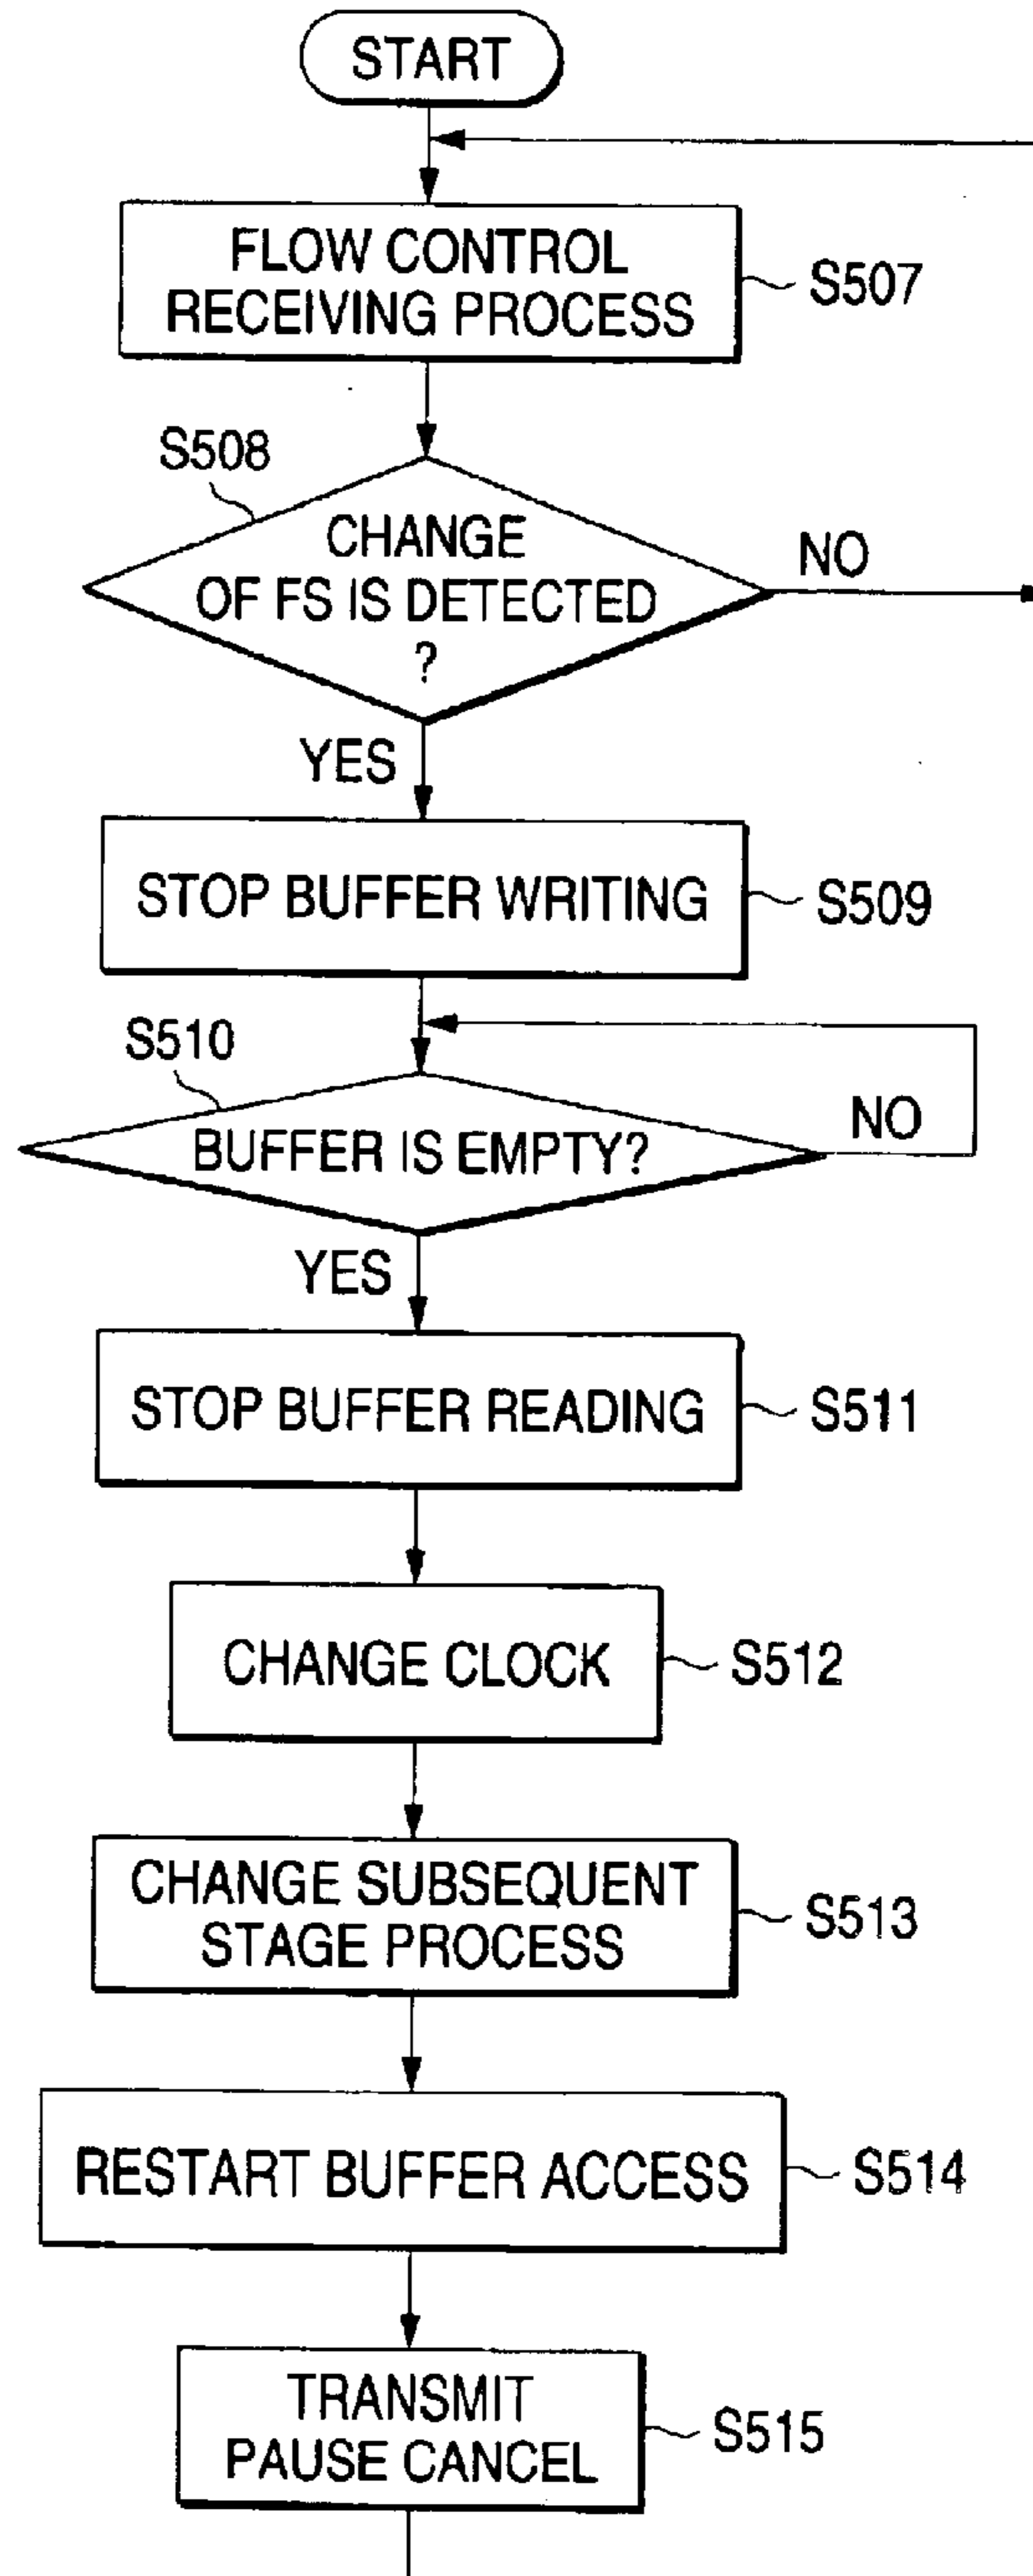 START
FLOW CONTROL
RECEIVING PROCESS
S507
S508
CHANGE
OF FS IS DETECTED
?
NO
YES
STOP BUFFER WRITING
S509
S510
BUFFER IS EMPTY?
NO
YES
STOP BUFFER READING
S511
CHANGE CLOCK
S512
CHANGE SUBSEQUENT
STAGE PROCESS
S513
RESTART BUFFER ACCESS
S514
TRANSMIT
PAUSE CANCEL
S515